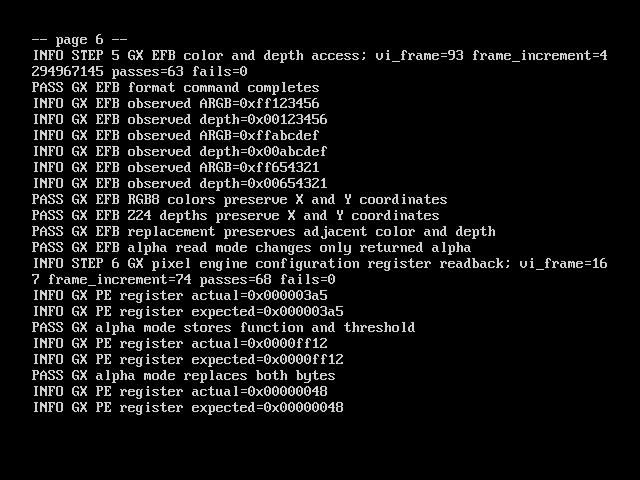 -- page 6 --
INFO STEP 5 GX EFB color and depth access; vi_frame=93 frame_increment=4
294967145 passes=63 fails=0
PASS GX EFB format command completes
INFO GX EFB observed ARGB=0xff123456
INFO GX EFB observed depth=0x00123456
INFO GX EFB observed ARGB=0xffabcdef
INFO GX EFB observed depth=0x00abcdef
INFO GX EFB observed ARGB=0xff654321
INFO GX EFB observed depth=0x00654321
PASS GX EFB RGB8 colors preserve X and Y coordinates
PASS GX EFB Z24 depths preserve X and Y coordinates
PASS GX EFB replacement preserves adjacent color and depth
PASS GX EFB alpha read mode changes only returned alpha
INFO STEP 6 GX pixel engine configuration register readback; vi_frame=16
7 frame_increment=74 passes=68 fails=0
INFO GX PE register actual=0x000003a5
INFO GX PE register expected=0x000003a5
PASS GX alpha mode stores function and threshold
INFO GX PE register actual=0x0000ff12
INFO GX PE register expected=0x0000ff12
PASS GX alpha mode replaces both bytes
INFO GX PE register actual=0x00000048
INFO GX PE register expected=0x00000048